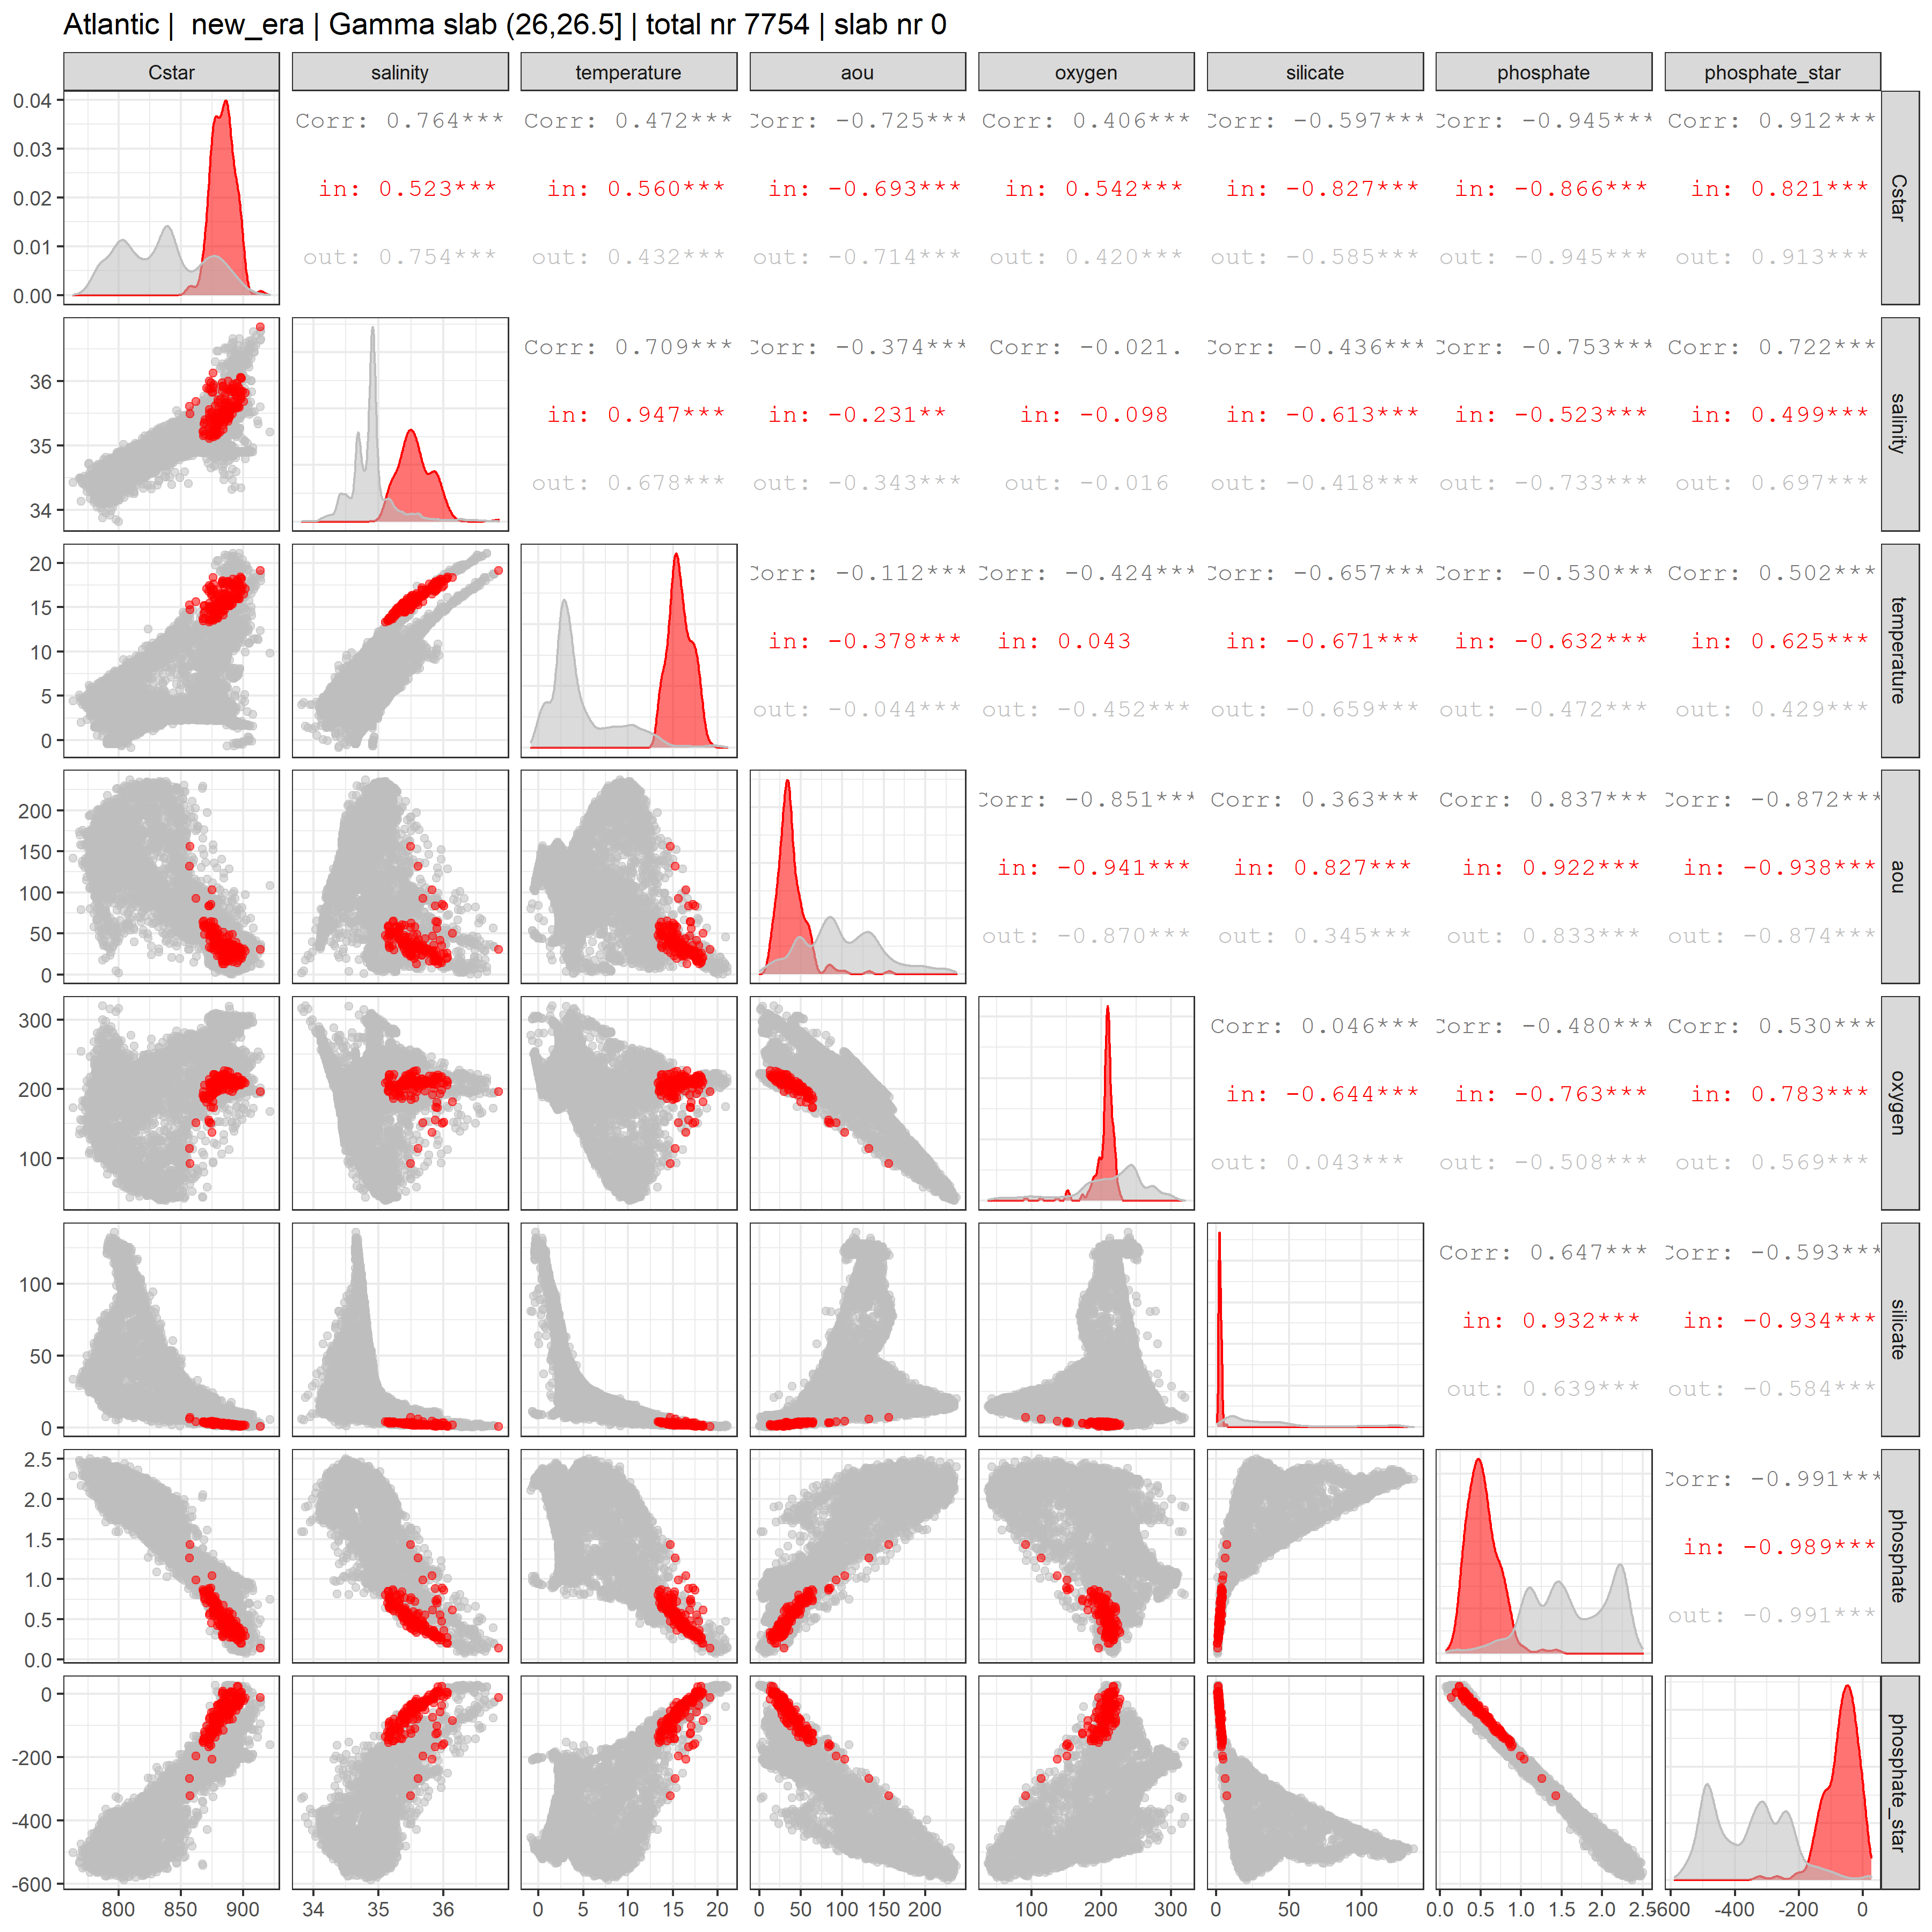 Atlantic |  new_era | Gamma slab (26,26.5] | total nr 7754 | slab nr 0
Cstar salinity temperature aou oxygen silicate phosphate phosphate_star
0.04
0.03
0.02
0.01
0.00
Corr: 0.764*** Corr: 0.472*** Corr: -0.725*** Corr: 0.406*** Corr: -0.597*** Corr: -0.945*** Corr: 0.912***
in: 0.523*** in: 0.560*** in: -0.693*** in: 0.542*** in: -0.827*** in: -0.866*** in: 0.821***
out: 0.754*** out: 0.432*** out: -0.714*** out: 0.420*** out: -0.585*** out: -0.945*** out: 0.913***
Cstar
36
35
34
Corr: 0.709*** Corr: -0.374*** Corr: -0.021. Corr: -0.436*** Corr: -0.753*** Corr: 0.722***
in: 0.947*** in: -0.231** in: -0.098 in: -0.613*** in: -0.523*** in: 0.499***
out: 0.678*** out: -0.343*** out: -0.016 out: -0.418*** out: -0.733*** out: 0.697***
salinity
20
15
10
5
0
Corr: -0.112*** Corr: -0.424*** Corr: -0.657*** Corr: -0.530*** Corr: 0.502***
in: -0.378*** in: 0.043 in: -0.671*** in: -0.632*** in: 0.625***
out: -0.044*** out: -0.452*** out: -0.659*** out: -0.472*** out: 0.429***
temperature
200
150
100
50
0
Corr: -0.851*** Corr: 0.363*** Corr: 0.837*** Corr: -0.872***
in: -0.941*** in: 0.827*** in: 0.922*** in: -0.938***
out: -0.870*** out: 0.345*** out: 0.833*** out: -0.874***
aou
300
200
100
Corr: 0.046*** Corr: -0.480*** Corr: 0.530***
in: -0.644*** in: -0.763*** in: 0.783***
out: 0.043*** out: -0.508*** out: 0.569***
oxygen
100
50
0
Corr: 0.647*** Corr: -0.593***
in: 0.932*** in: -0.934***
out: 0.639*** out: -0.584***
silicate
2.5
2.0
1.5
1.0
0.5
0.0
Corr: -0.991***
in: -0.989***
out: -0.991***
phosphate
0
-200
-400
-600
phosphate_star
800 850 900 34 35 36 0 5 10 15 20 0 50 100 150 200 100 200 300 0 50 100 0.0 0.5 1.0 1.5 2.0 2.5 -600 -400 -200 0